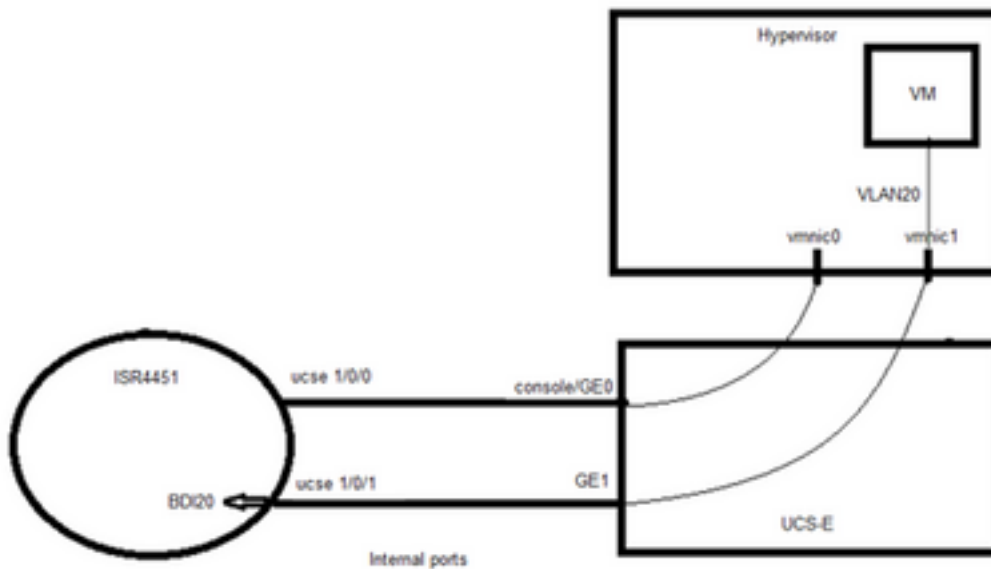 Hypervisor
VM
VLAN20
vmnic0
vmnic1
ISR4451
ucse 1/0/0
console/GE0
BDI20
ucse 1/0/1
GE1
UCS-E
Internal ports